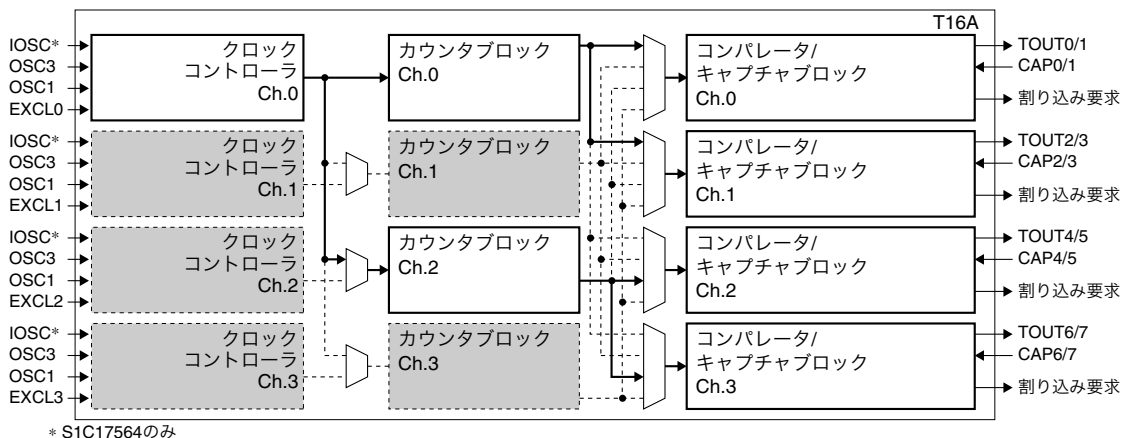 T16A
IOSC*
OSC3
OSC1
EXCL0
クロック
コントローラ
Ch.0
カウンタブロック
Ch.0
コンパレータ/
キャプチャブロック
Ch.0
TOUT0/1
CAP0/1
割り込み要求
IOSC*
OSC3
OSC1
EXCL1
クロック
コントローラ
Ch.1
カウンタブロック
Ch.1
コンパレータ/
キャプチャブロック
Ch.1
TOUT2/3
CAP2/3
割り込み要求
IOSC*
OSC3
OSC1
EXCL2
クロック
コントローラ
Ch.2
カウンタブロック
Ch.2
コンパレータ/
キャプチャブロック
Ch.2
TOUT4/5
CAP4/5
割り込み要求
IOSC*
OSC3
OSC1
EXCL3
クロック
コントローラ
Ch.3
カウンタブロック
Ch.3
コンパレータ/
キャプチャブロック
Ch.3
TOUT6/7
CAP6/7
割り込み要求
* S1C17564のみ